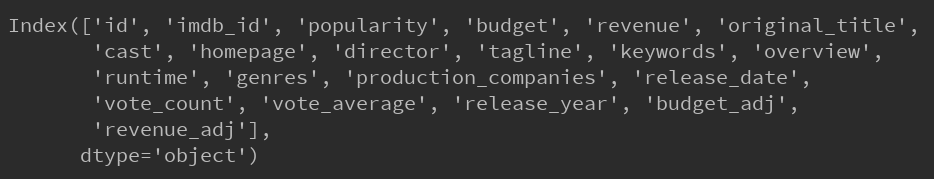 Index(['id', 'imdb_id', 'popularity', 'budget', 'revenue', 'original_title',
'cast', 'homepage', 'director', 'tagline', 'keywords', 'overview',
'runtime', 'genres', 'production_companies', 'release_date',
'vote_count', 'vote_average', 'release_year', 'budget_adj',
'revenue_adj'],
dtype='object')